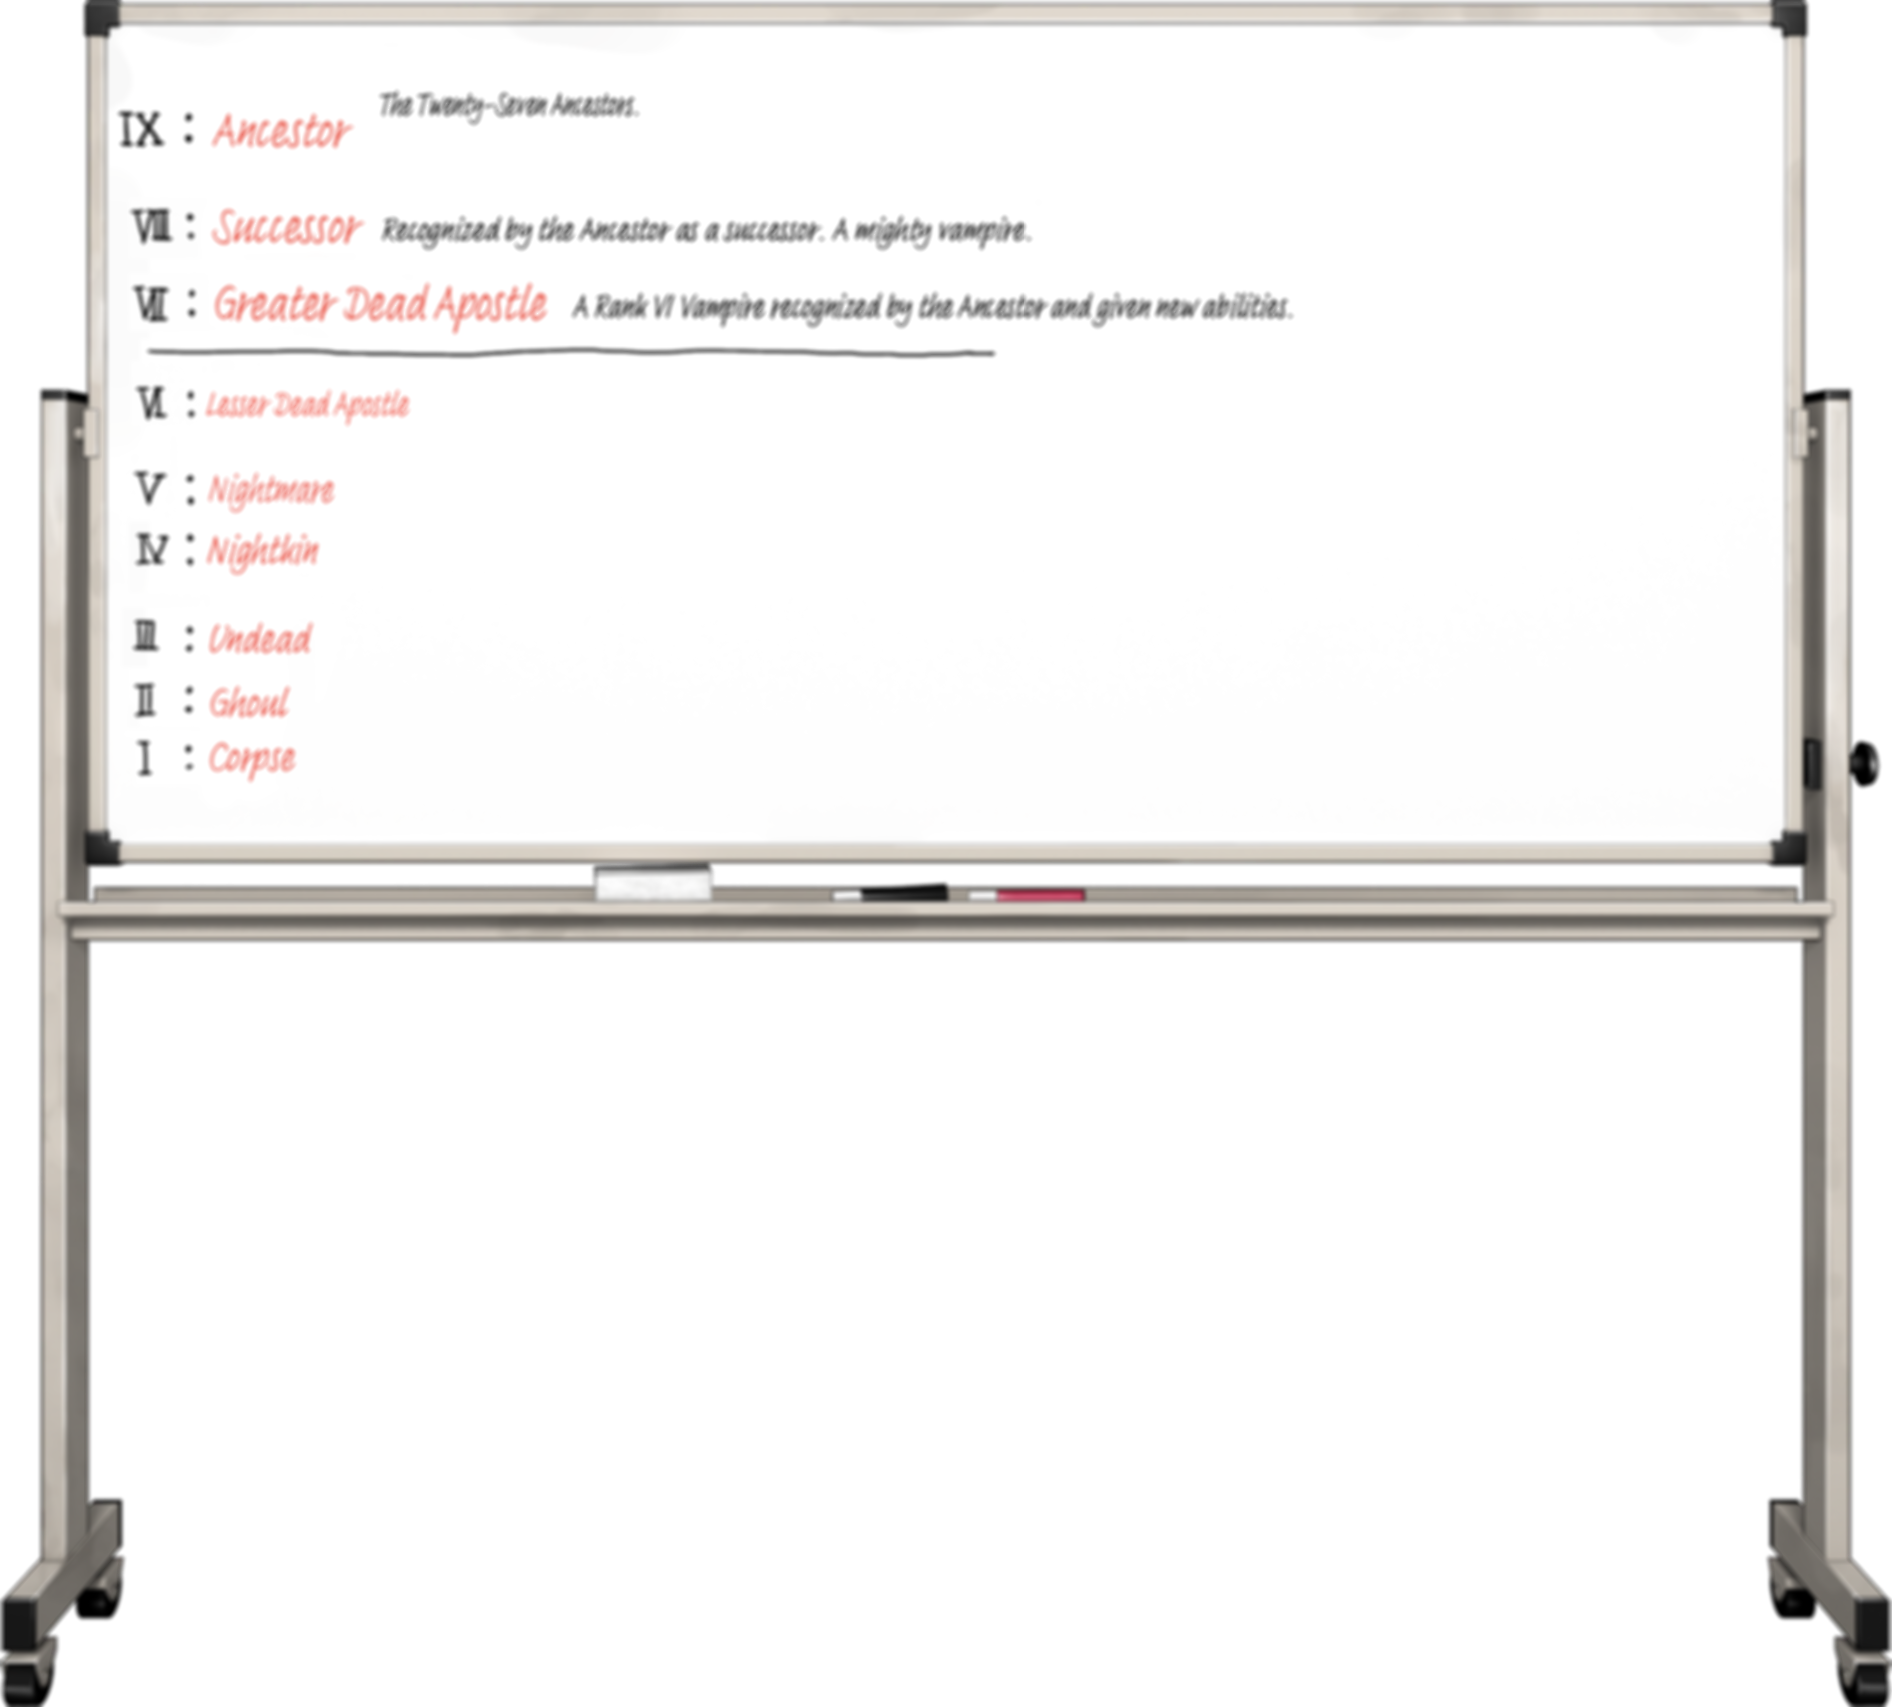 The Twenty-Seven Ancestors.
IX : Ancestor
VIII : Successor Recognized by the Ancestor as a successor. A mighty vampire.
VII : Greater Dead Apostle A Rank VI Vampire recognized by the Ancestor and given new abilities.
VI : Lesser Dead Apostle
V : Nightmare
IV : Nightkin
III : Undead
II : Ghoul
I : Corpse